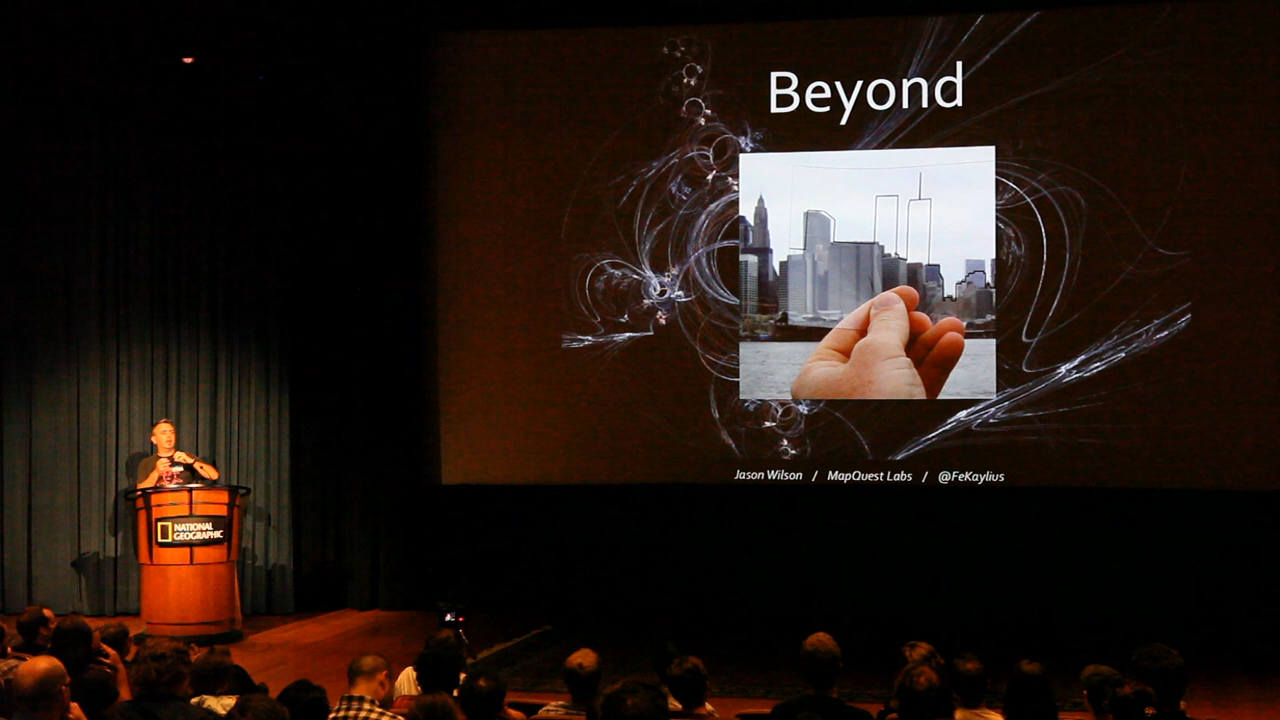 Beyond
Jason Wilson / MapQuest Labs / @FeKaylius
NATIONAL
GEOGRAPHIC